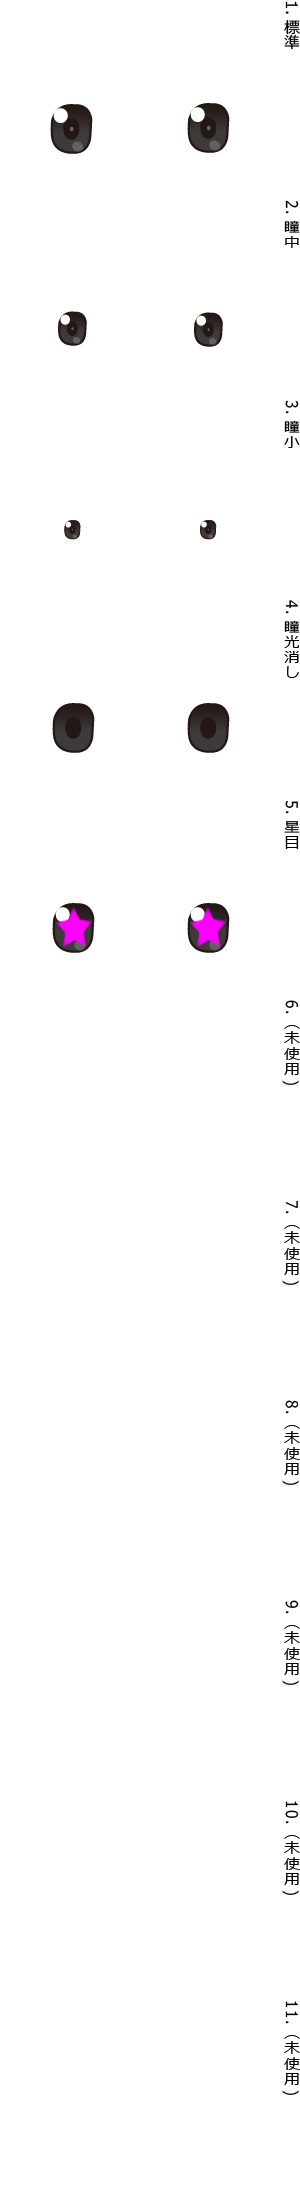 1. 標準
2. 瞳中
3. 瞳小
4. 瞳光消し
5. 星目
6. （未使用）
7. （未使用）
8. （未使用）
9. （未使用）
10. （未使用）
11. （未使用）